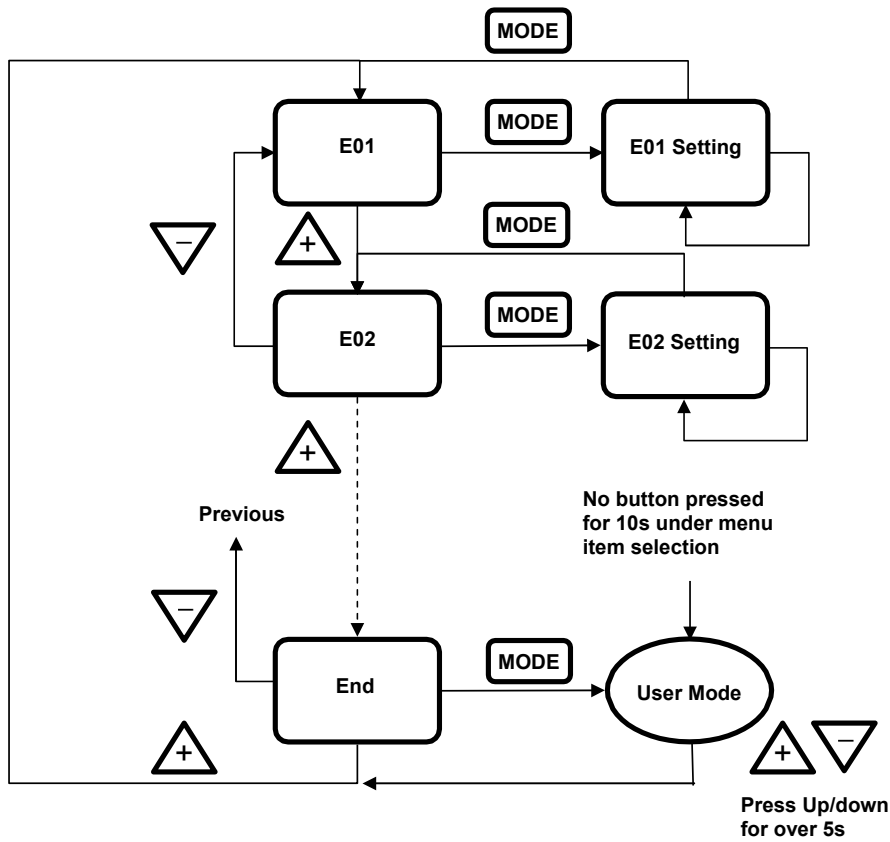 MODE
MODE
E01
E01 Setting
MODE
−
+
MODE
E02
E02 Setting
+
No button pressed
for 10s under menu
item selection
Previous
−
MODE
End
User Mode
+
+
−
Press Up/down
for over 5s